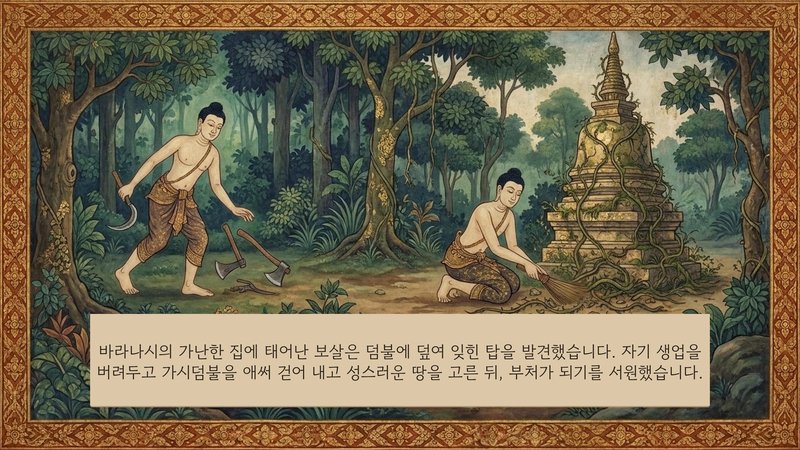 바라나시의 가난한 집에 태어난 보살은 덤불에 덮여 잊힌 탑을 발견했습니다. 자기 생업을
버려두고 가시덤불을 애써 걷어 내고 성스러운 땅을 고른 뒤, 부처가 되기를 서원했습니다.